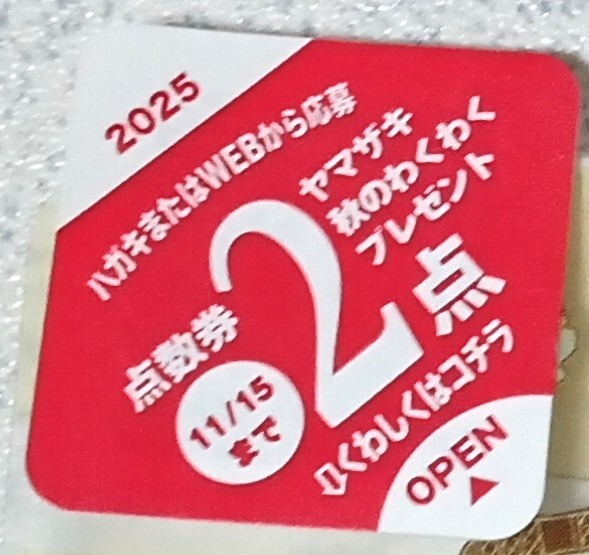 2025
ハガキまたはWEBから応募
ヤマザキ
秋のわくわく
プレゼント
点数券
2点
11/15
まで
⇩くわしくはコチラ
OPEN
▲